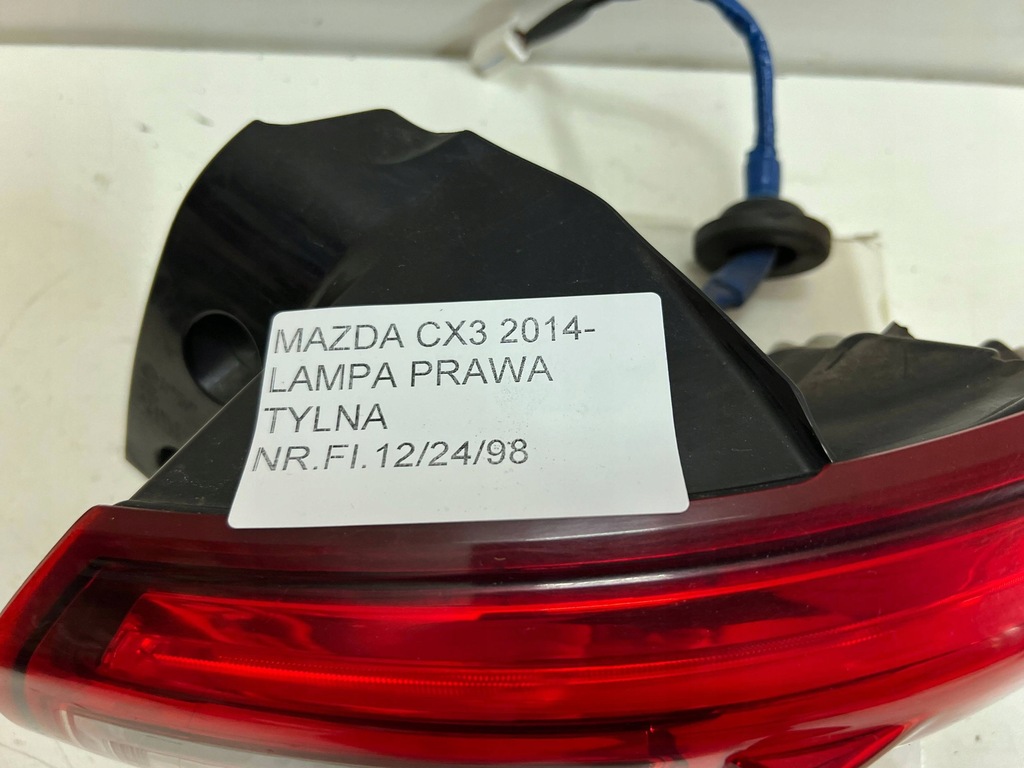 MAZDA CX3 2014-
LAMPA PRAWA
TYLNA
NR.FI.12/24/98